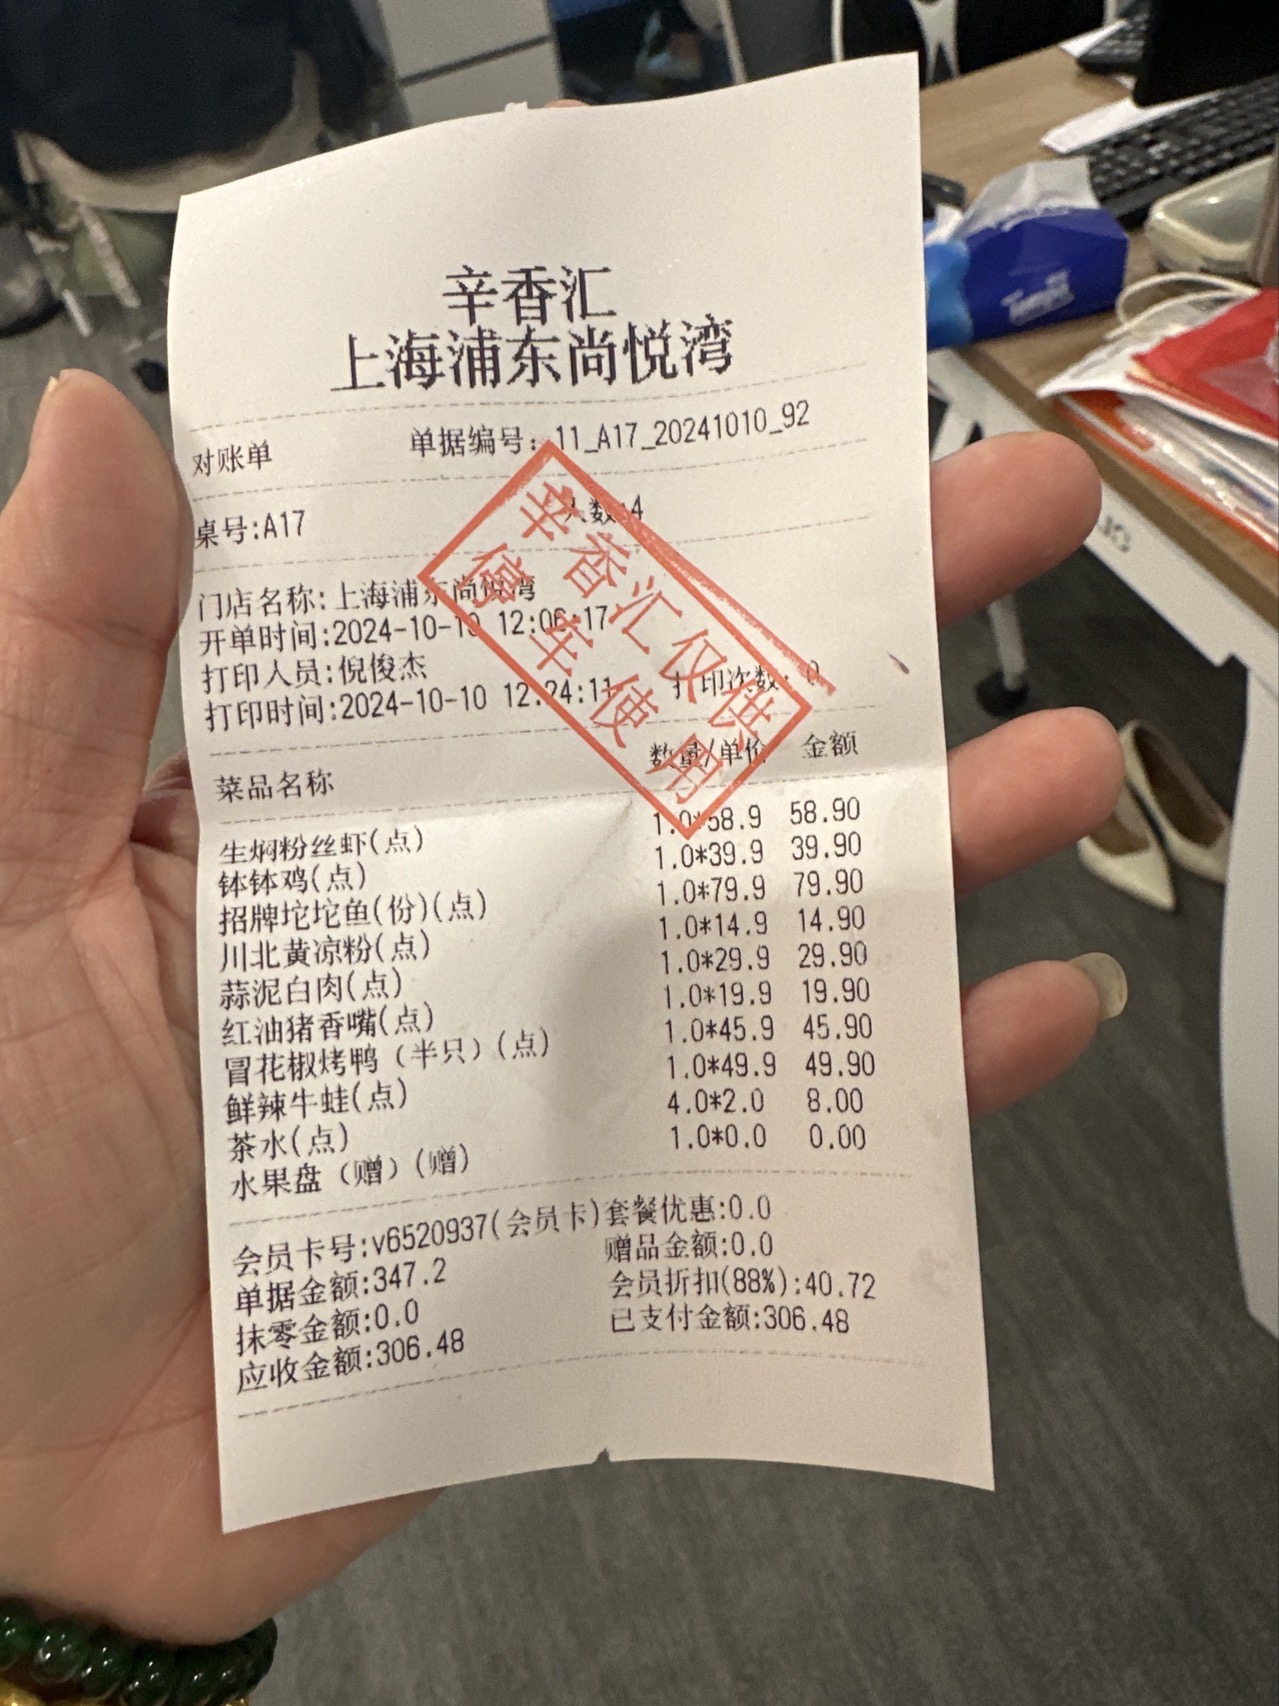 辛香汇
上海浦东尚悦湾
对账单 单据编号: 11_A17_20241010_92
桌号:A17 人数:4
门店名称:上海浦东尚悦湾
开单时间:2024-10-10 12:06:17
打印人员:倪俊杰
打印时间:2024-10-10 12:24:11 打印次数: 0
辛香汇仅供
停车使用
菜品名称 数量/单价 金额
生焖粉丝虾(点) 1.0*58.9 58.90
钵钵鸡(点) 1.0*39.9 39.90
招牌坨坨鱼(份)(点) 1.0*79.9 79.90
川北黄凉粉(点) 1.0*14.9 14.90
蒜泥白肉(点) 1.0*29.9 29.90
红油猪香嘴(点) 1.0*19.9 19.90
冒花椒烤鸭（半只）(点) 1.0*45.9 45.90
鲜辣牛蛙(点) 1.0*49.9 49.90
茶水(点) 4.0*2.0 8.00
水果盘（赠）(赠) 1.0*0.0 0.00
会员卡号:v6520937(会员卡) 套餐优惠:0.0
单据金额:347.2 赠品金额:0.0
抹零金额:0.0 会员折扣(88%):40.72
应收金额:306.48 已支付金额:306.48